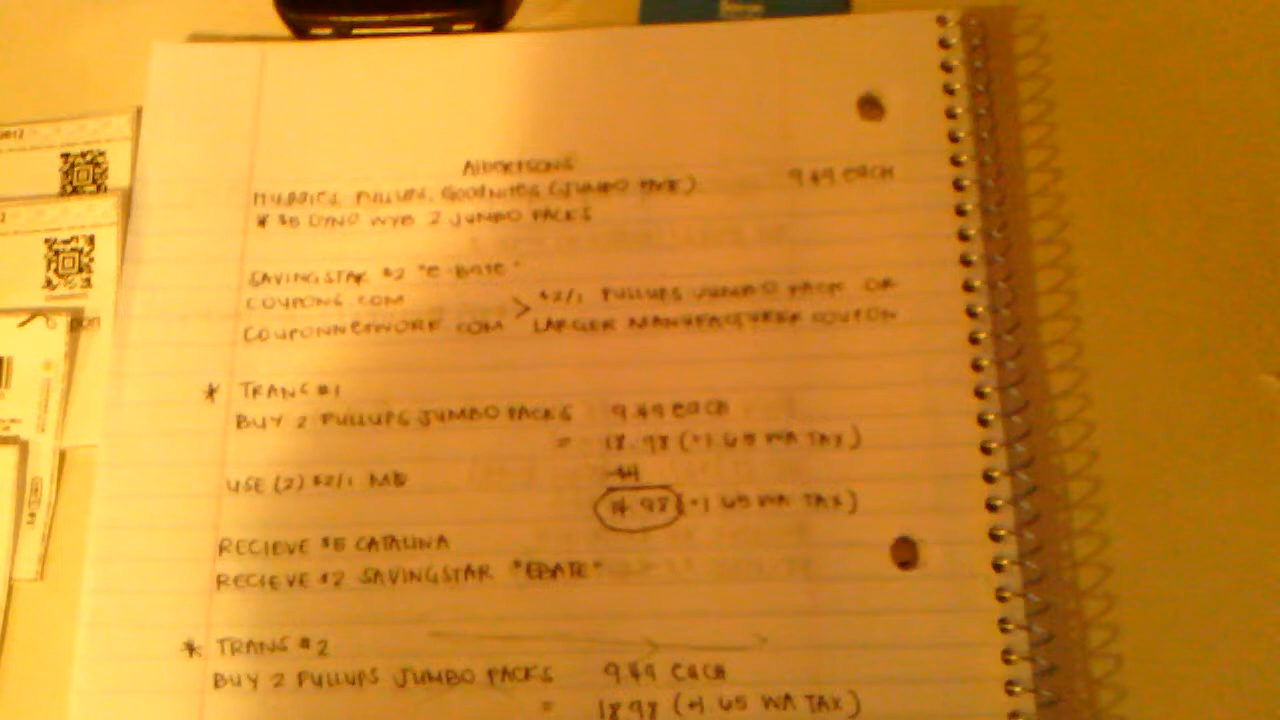 Albertsons
HUGGIES PULLUPS, GOODNITES (JUMBO PACK) 9.49 each
* $5 OYNO WYB 2 JUMBO PACKS
SAVINGSTAR $2 "e-Bate"
COUPONS COM > $2/1 PULLUPS JUMBO PACK OR
COUPONNETWORK COM LARGER MANUFACTURER COUPON
* TRANS #1
BUY 2 PULLUPS JUMBO PACKS 9.49 each
= 18.98 (+1.65 WA TAX)
USE (2) $2/1 MQ -$4
14.98 (+1.65 WA TAX)
RECIEVE $5 CATALINA
RECIEVE $2 SAVINGSTAR "EBATE"
* TRANS #2
BUY 2 PULLUPS JUMBO PACKS 9.49 each
= 18.98 (+1.65 WA TAX)